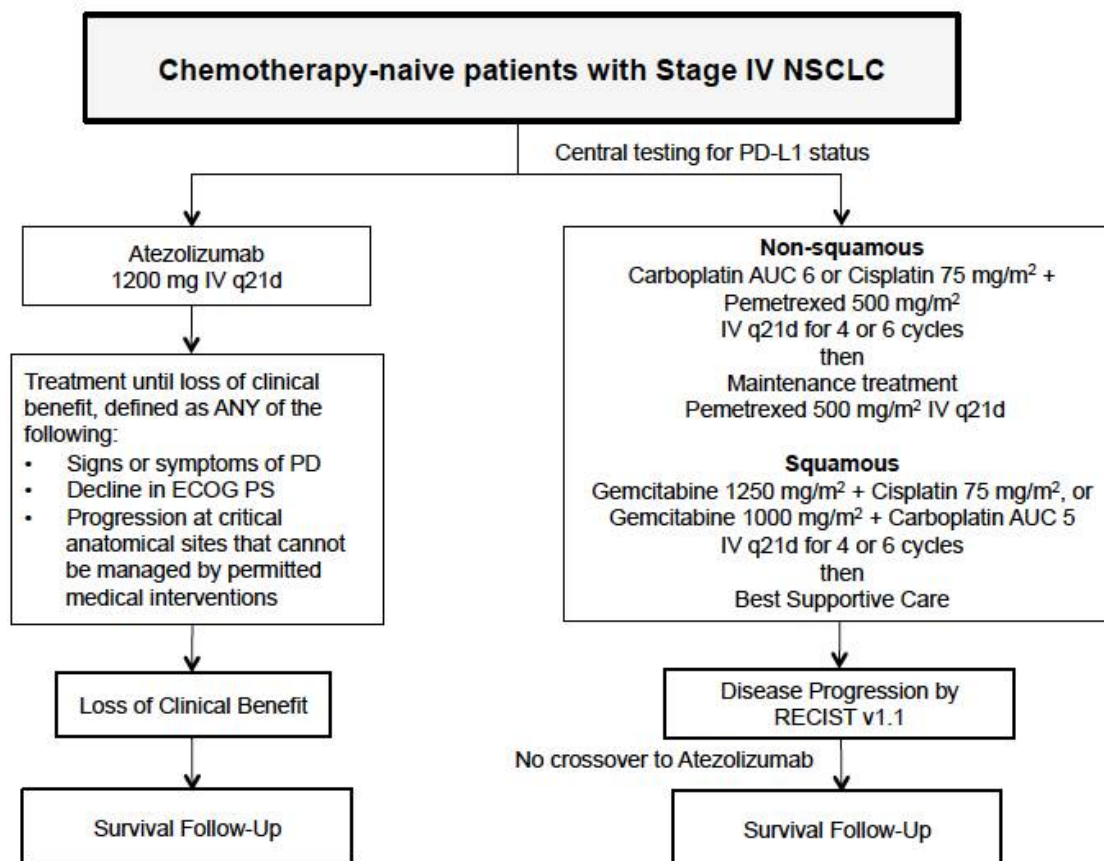 Chemotherapy-naive patients with Stage IV NSCLC
Central testing for PD-L1 status
Atezolizumab
1200 mg IV q21d
Treatment until loss of clinical
benefit, defined as ANY of the
following:
• Signs or symptoms of PD
• Decline in ECOG PS
• Progression at critical
anatomical sites that cannot
be managed by permitted
medical interventions
Loss of Clinical Benefit
Survival Follow-Up
Non-squamous
Carboplatin AUC 6 or Cisplatin 75 mg/m² +
Pemetrexed 500 mg/m²
IV q21d for 4 or 6 cycles
then
Maintenance treatment
Pemetrexed 500 mg/m² IV q21d
Squamous
Gemcitabine 1250 mg/m² + Cisplatin 75 mg/m², or
Gemcitabine 1000 mg/m² + Carboplatin AUC 5
IV q21d for 4 or 6 cycles
then
Best Supportive Care
Disease Progression by
RECIST v1.1
No crossover to Atezolizumab
Survival Follow-Up